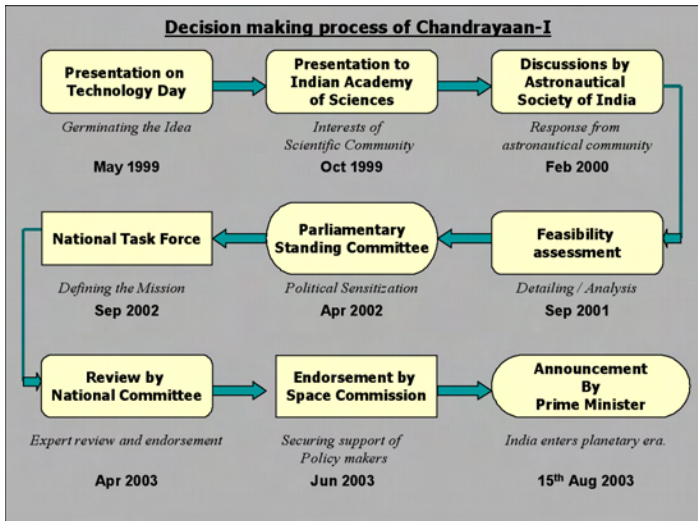 Decision making process of Chandrayaan-I
Presentation on
Technology Day
Germinating the Idea
May 1999
Presentation to
Indian Academy
of Sciences
Interests of
Scientific Community
Oct 1999
Discussions by
Astronautical
Society of India
Response from
astronautical community
Feb 2000
Feasibility
assessment
Detailing / Analysis
Sep 2001
Parliamentary
Standing Committee
Political Sensitization
Apr 2002
National Task Force
Defining the Mission
Sep 2002
Review by
National Committee
Expert review and endorsement
Apr 2003
Endorsement by
Space Commission
Securing support of
Policy makers
Jun 2003
Announcement
By
Prime Minister
India enters planetary era.
15th Aug 2003